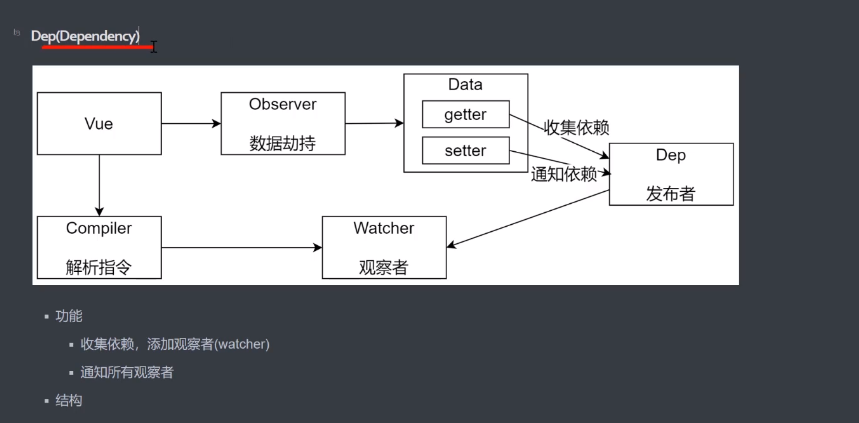 Dep(Dependency)
Vue
Observer
数据劫持
Data
getter
setter
收集依赖
通知依赖
Dep
发布者
Compiler
解析指令
Watcher
观察者
功能
收集依赖，添加观察者(watcher)
通知所有观察者
结构